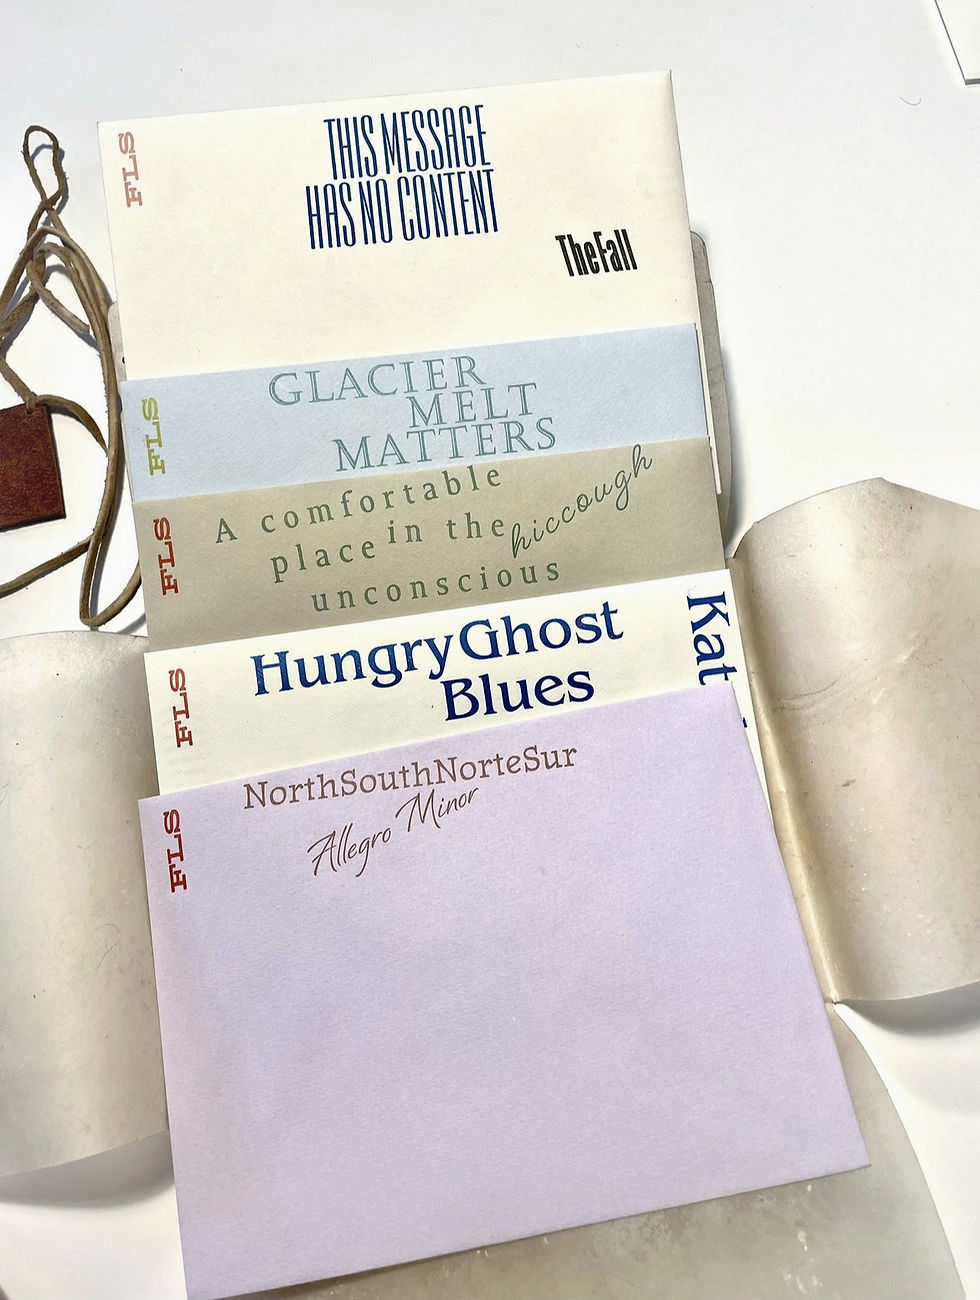 FLS
THIS MESSAGE
HAS NO CONTENT
TheFall
FLS
GLACIER
MELT
MATTERS
FLS
A comfortable
place in the hiccough
unconscious
FLS
HungryGhost
Blues
Kat
FLS
NorthSouthNorteSur
Allegro Minor